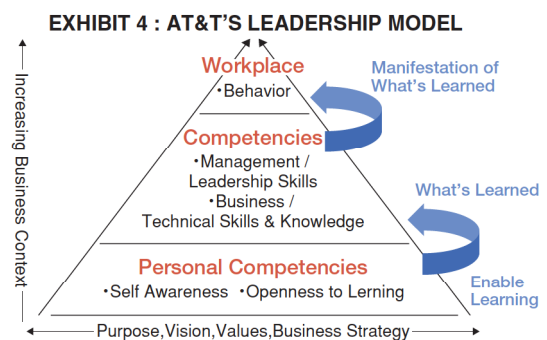 EXHIBIT 4 : AT&T'S LEADERSHIP MODEL
Increasing Business Context
Workplace
•Behavior
Manifestation of
What's Learned
Competencies
•Management /
Leadership Skills
•Business /
Technical Skills & Knowledge
What's Learned
Personal Competencies
•Self Awareness •Openness to Lerning
Enable
Learning
Purpose,Vision,Values,Business Strategy